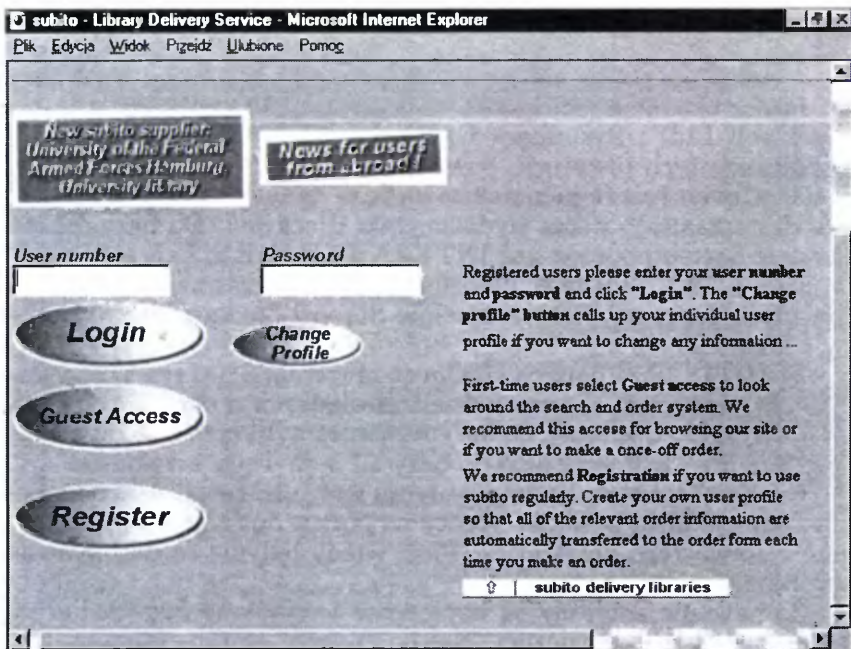 subito - Library Delivery Service - Microsoft Internet Explorer
Plik Edycja Widok Przejdź Ulubione Pomoc
New subito supplier:
University of the Federal
Armed Forces Hamburg,
University library
News for users
from abroad !
User number
Password
Login
Change
Profile
Guest Access
Register
Registered users please enter your user number
and password and click "Login". The "Change
profile" button calls up your individual user
profile if you want to change any information ...
First-time users select Guest access to look
around the search and order system. We
recommend this access for browsing our site or
if you want to make a once-off order.
We recommend Registration if you want to use
subito regularly. Create your own user profile
so that all of the relevant order information are
automatically transferred to the order form each
time you make an order.
⇧ | subito delivery libraries